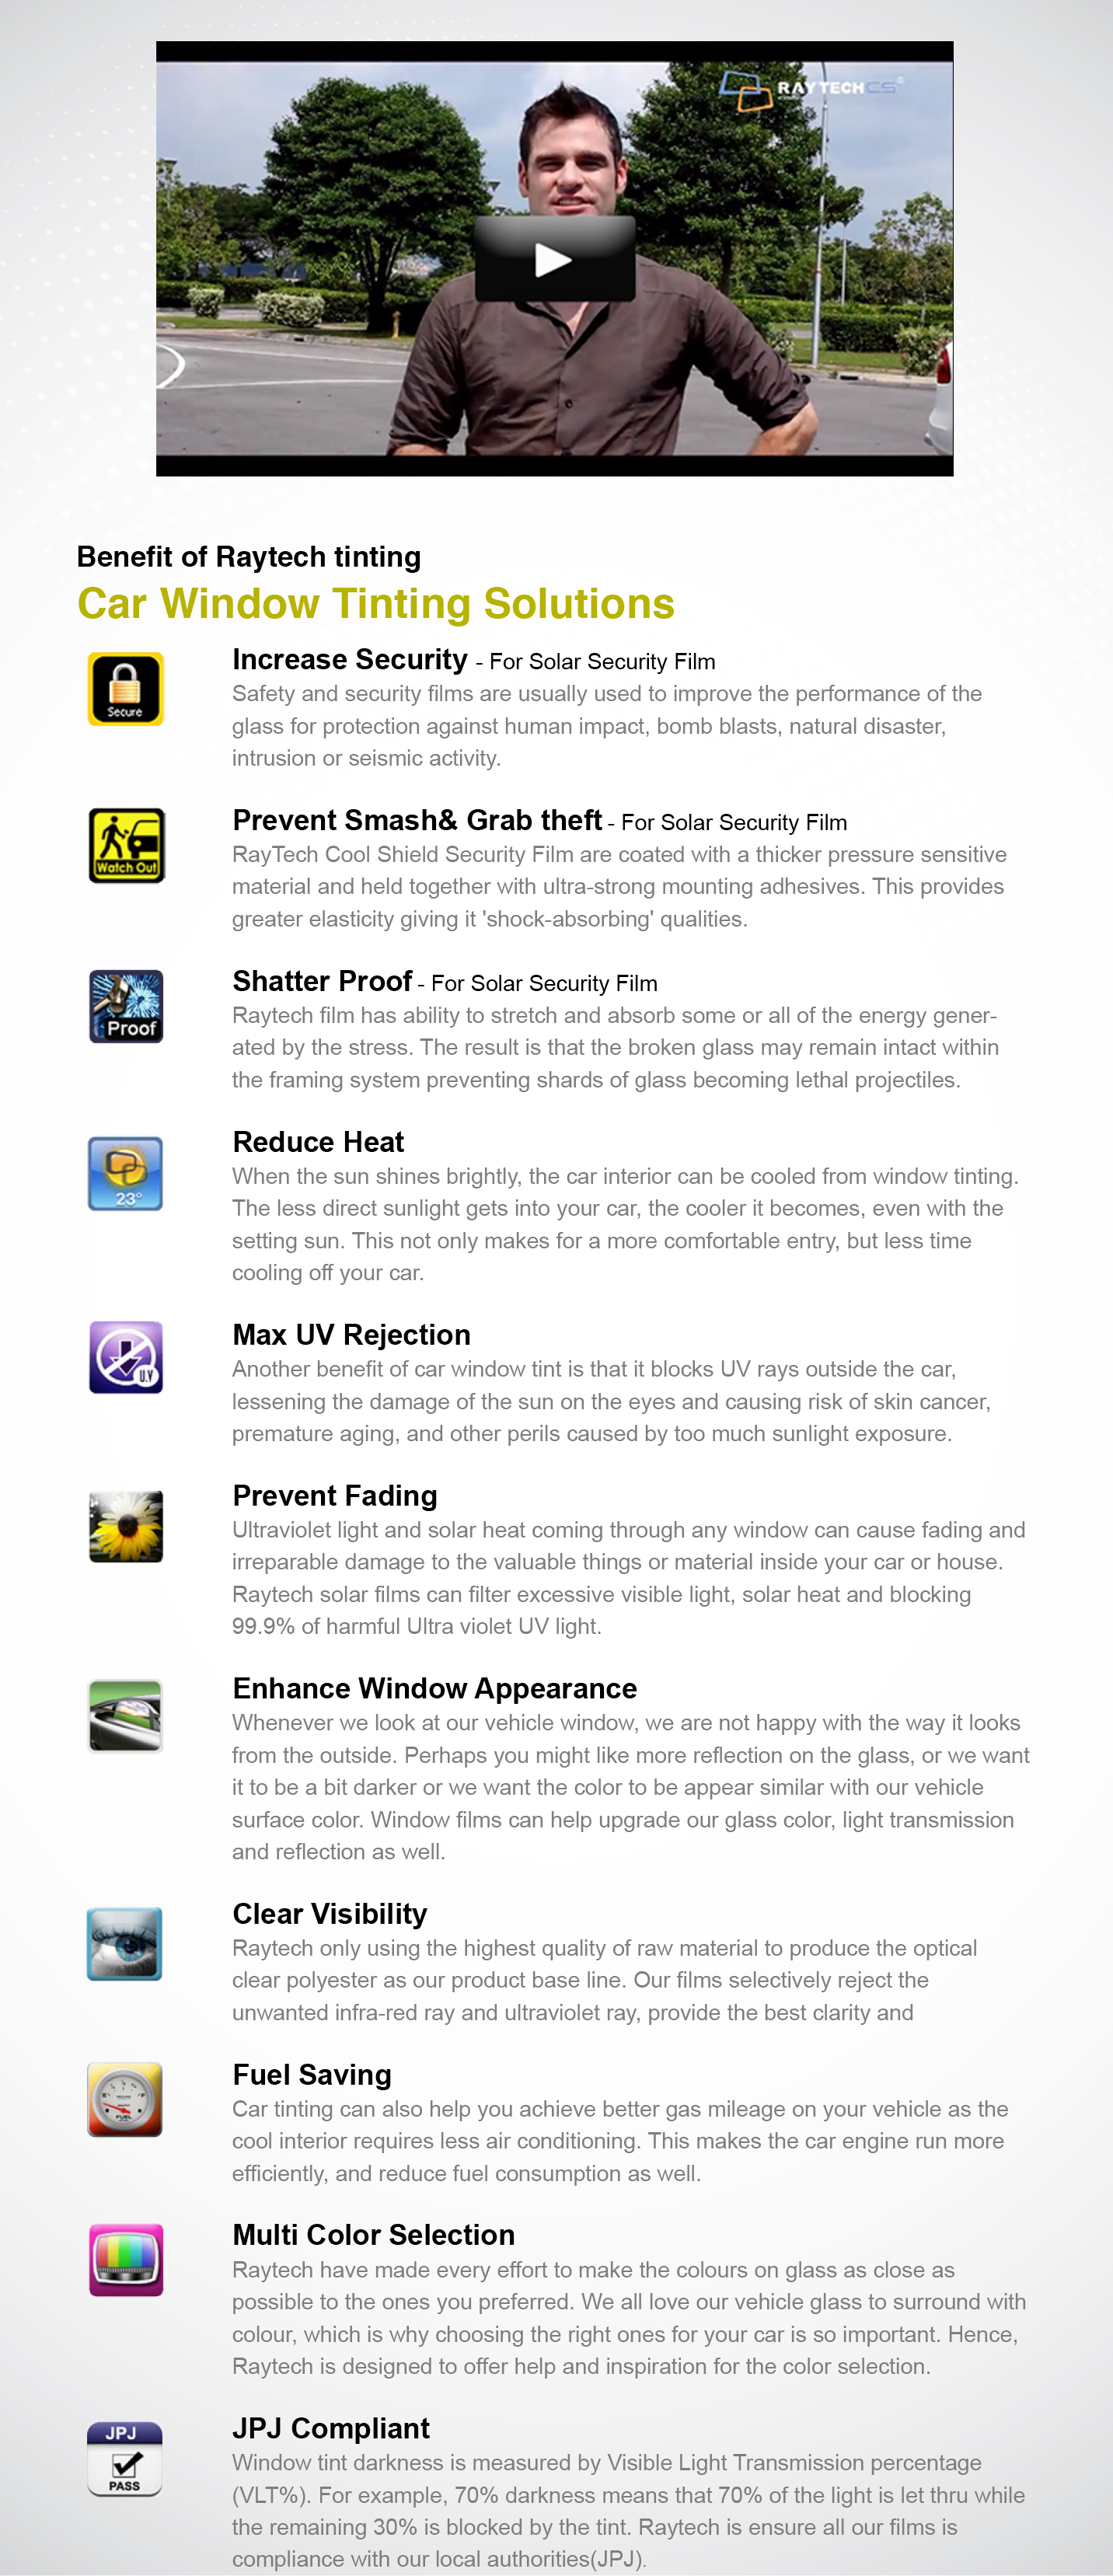 RAYTECH CS
Benefit of Raytech tinting
Car Window Tinting Solutions
Increase Security - For Solar Security Film
Secure
Safety and security films are usually used to improve the performance of the
glass for protection against human impact, bomb blasts, natural disaster,
intrusion or seismic activity.
Prevent Smash& Grab theft - For Solar Security Film
Watch Out
RayTech Cool Shield Security Film are coated with a thicker pressure sensitive
material and held together with ultra-strong mounting adhesives. This provides
greater elasticity giving it 'shock-absorbing' qualities.
Shatter Proof - For Solar Security Film
Proof
Raytech film has ability to stretch and absorb some or all of the energy gener-
ated by the stress. The result is that the broken glass may remain intact within
the framing system preventing shards of glass becoming lethal projectiles.
Reduce Heat
23°
When the sun shines brightly, the car interior can be cooled from window tinting.
The less direct sunlight gets into your car, the cooler it becomes, even with the
setting sun. This not only makes for a more comfortable entry, but less time
cooling off your car.
Max UV Rejection
U.V
Another benefit of car window tint is that it blocks UV rays outside the car,
lessening the damage of the sun on the eyes and causing risk of skin cancer,
premature aging, and other perils caused by too much sunlight exposure.
Prevent Fading
Ultraviolet light and solar heat coming through any window can cause fading and
irreparable damage to the valuable things or material inside your car or house.
Raytech solar films can filter excessive visible light, solar heat and blocking
99.9% of harmful Ultra violet UV light.
Enhance Window Appearance
Whenever we look at our vehicle window, we are not happy with the way it looks
from the outside. Perhaps you might like more reflection on the glass, or we want
it to be a bit darker or we want the color to be appear similar with our vehicle
surface color. Window films can help upgrade our glass color, light transmission
and reflection as well.
Clear Visibility
Raytech only using the highest quality of raw material to produce the optical
clear polyester as our product base line. Our films selectively reject the
unwanted infra-red ray and ultraviolet ray, provide the best clarity and
Fuel Saving
FUEL
Car tinting can also help you achieve better gas mileage on your vehicle as the
cool interior requires less air conditioning. This makes the car engine run more
efficiently, and reduce fuel consumption as well.
Multi Color Selection
Raytech have made every effort to make the colours on glass as close as
possible to the ones you preferred. We all love our vehicle glass to surround with
colour, which is why choosing the right ones for your car is so important. Hence,
Raytech is designed to offer help and inspiration for the color selection.
JPJ Compliant
JPJ
PASS
Window tint darkness is measured by Visible Light Transmission percentage
(VLT%). For example, 70% darkness means that 70% of the light is let thru while
the remaining 30% is blocked by the tint. Raytech is ensure all our films is
compliance with our local authorities(JPJ).